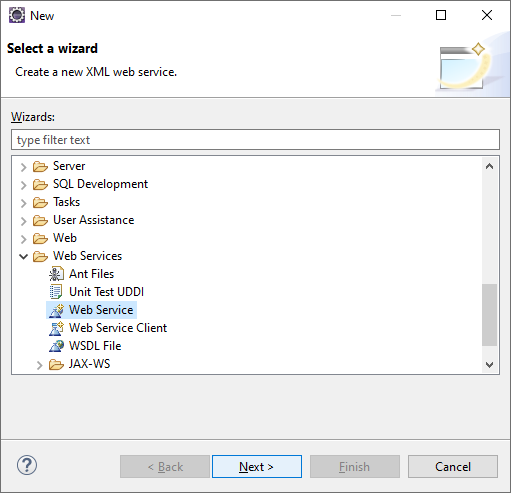 New
Select a wizard
Create a new XML web service.
Wizards:
type filter text
Server
SQL Development
Tasks
User Assistance
Web
Web Services
Ant Files
Unit Test UDDI
Web Service
Web Service Client
WSDL File
JAX-WS
? < Back Next > Finish Cancel